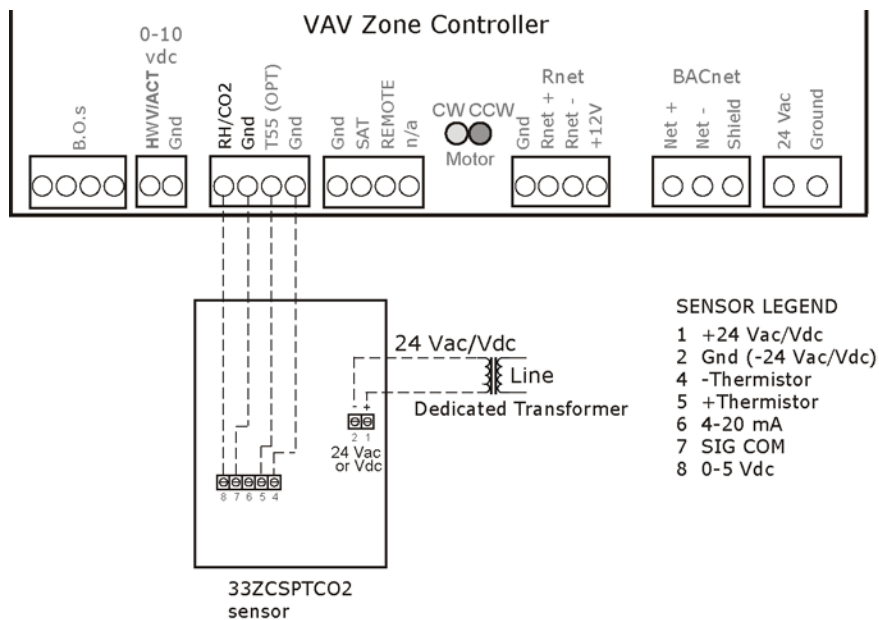 VAV Zone Controller
0-10
vdc
Rnet
BACnet
B.O.s
HWV/ACT
Gnd
RH/CO2
Gnd
T55 (OPT)
Gnd
Gnd
SAT
REMOTE
n/a
CW CCW
Motor
Gnd
Rnet +
Rnet -
+12V
Net +
Net -
Shield
24 Vac
Ground
24 Vac/Vdc
Line
Dedicated Transformer
- +
2 1
24 Vac
or Vdc
8 7 6 5 4
33ZCSPTCO2
sensor
SENSOR LEGEND
1 +24 Vac/Vdc
2 Gnd (-24 Vac/Vdc)
4 -Thermistor
5 +Thermistor
6 4-20 mA
7 SIG COM
8 0-5 Vdc